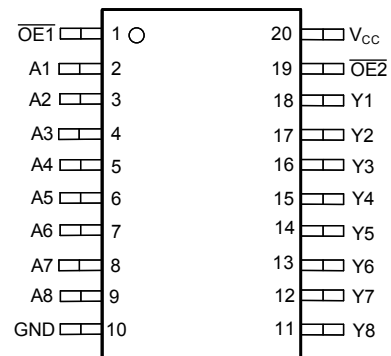 O̅E̅1̅ 1 20 VCC
A1 2 19 O̅E̅2̅
A2 3 18 Y1
A3 4 17 Y2
A4 5 16 Y3
A5 6 15 Y4
A6 7 14 Y5
A7 8 13 Y6
A8 9 12 Y7
GND 10 11 Y8